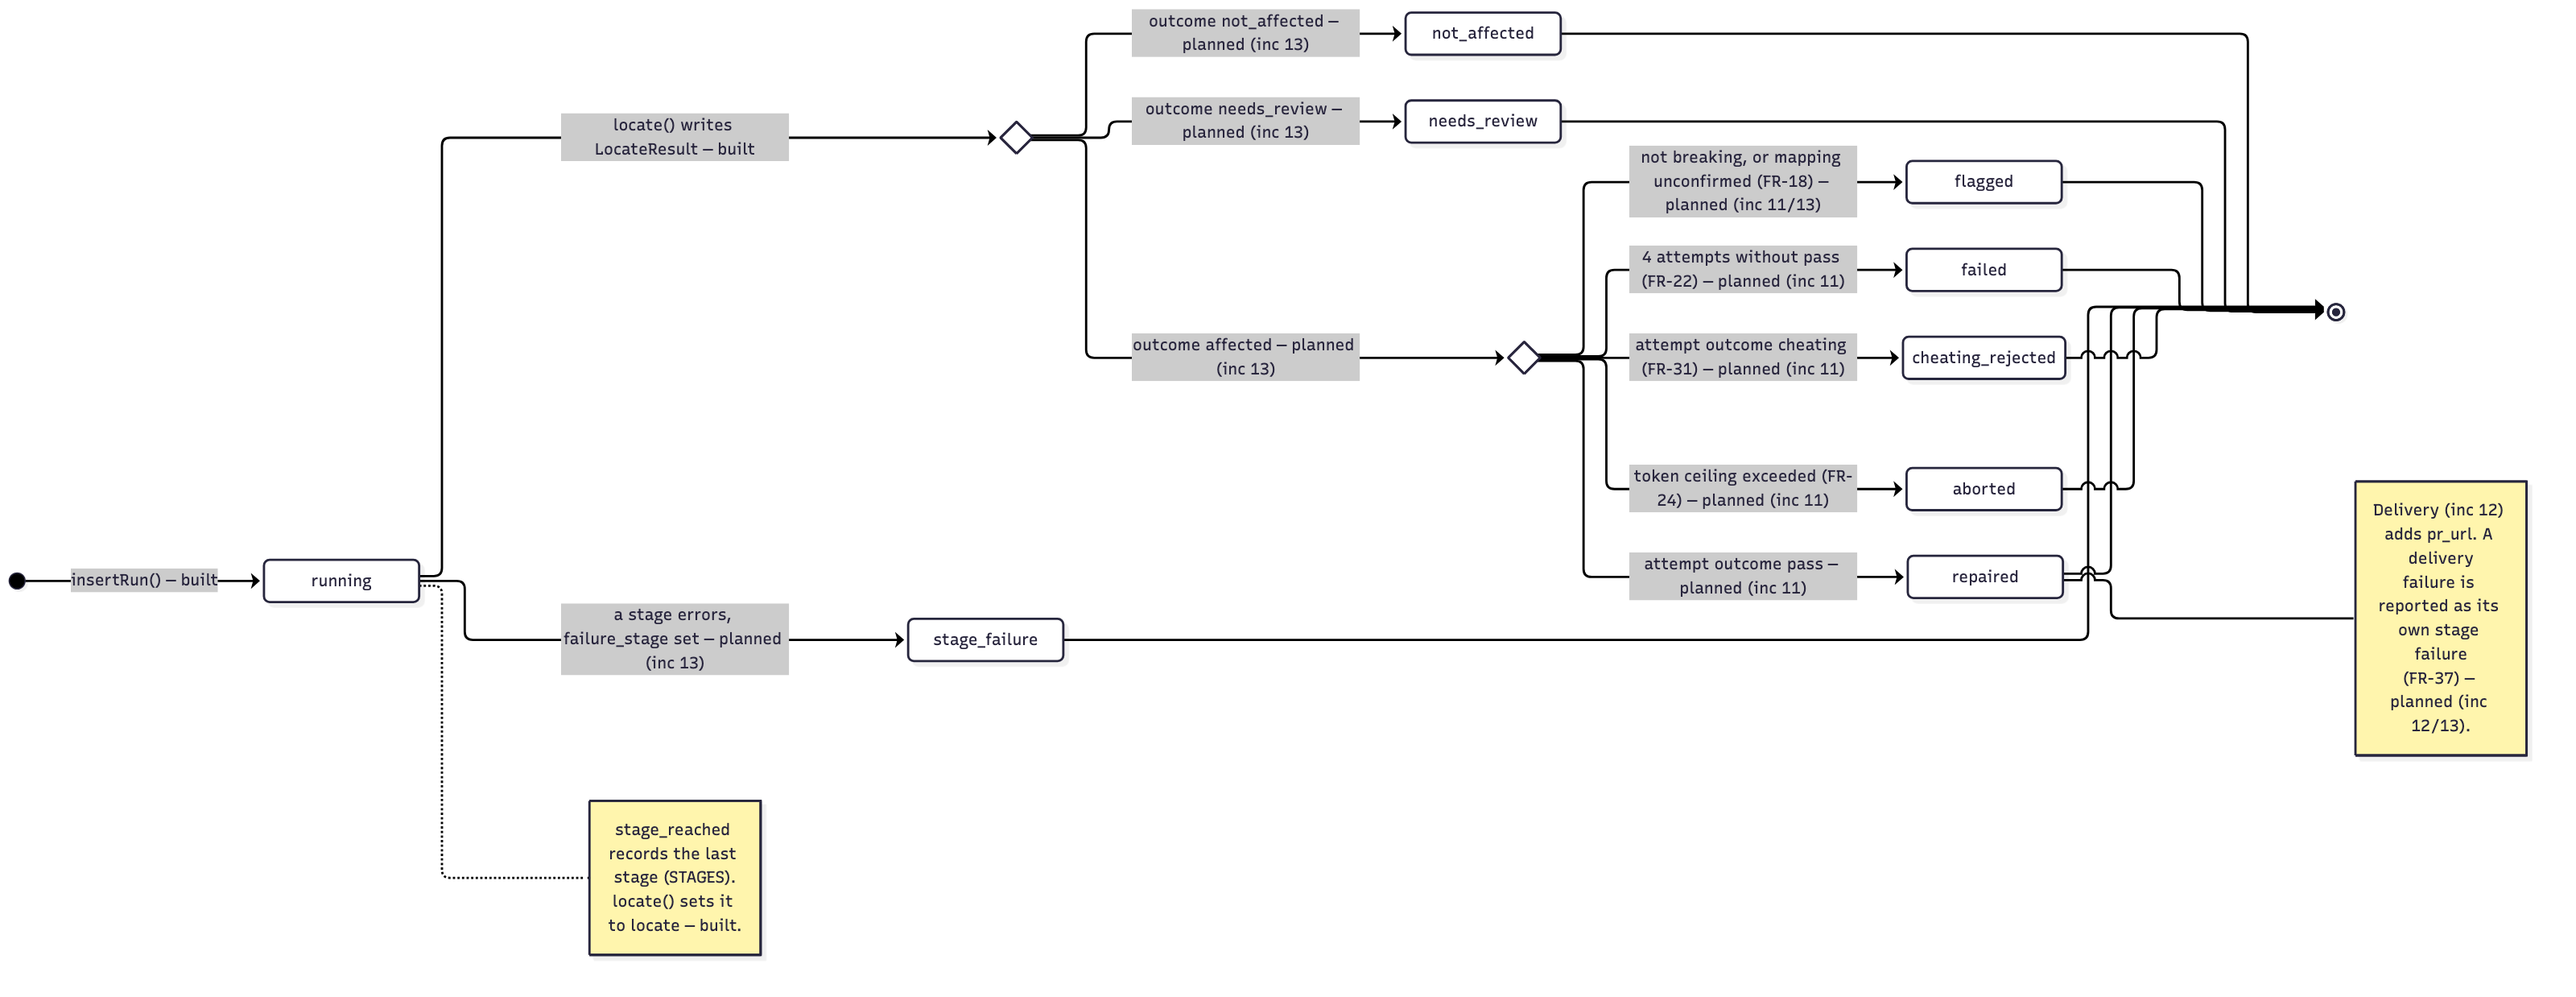 outcome not_affected —
planned (inc 13)
not_affected
outcome needs_review —
planned (inc 13)
needs_review
locate() writes
LocateResult — built
not breaking, or mapping
unconfirmed (FR-18) —
planned (inc 11/13)
flagged
4 attempts without pass
(FR-22) — planned (inc 11)
failed
outcome affected — planned
(inc 13)
attempt outcome cheating
(FR-31) — planned (inc 11)
cheating_rejected
token ceiling exceeded (FR-
24) — planned (inc 11)
aborted
insertRun() — built
running
attempt outcome pass —
planned (inc 11)
repaired
a stage errors,
failure_stage set — planned
(inc 13)
stage_failure
Delivery (inc 12)
adds pr_url. A
delivery
failure is
reported as its
own stage
failure
(FR-37) —
planned (inc
12/13).
stage_reached
records the last
stage (STAGES).
locate() sets it
to locate — built.